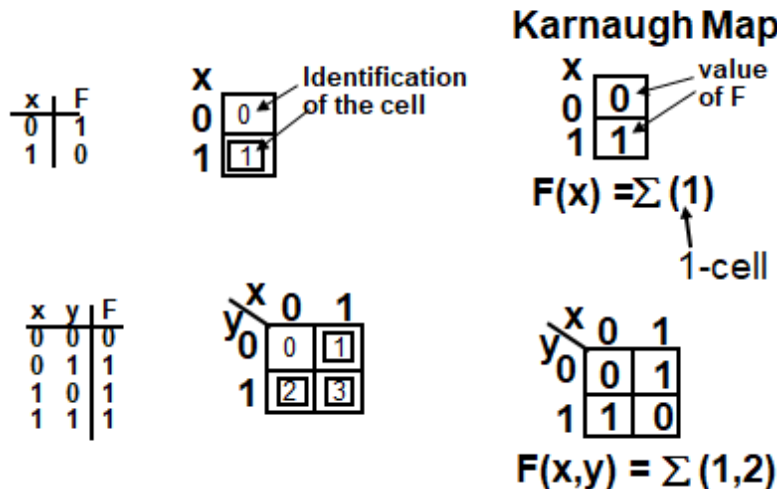 Karnaugh Map
x F
0 1
1 0
x
0 0
1 1
Identification
of the cell
x
0 0
1 1
value
of F
F(x) =Σ (1)
1-cell
x y F
0 0 0
0 1 1
1 0 1
1 1 1
x 0 1
y
0 0 1
1 2 3
x 0 1
y
0 0 1
1 1 0
F(x,y) = Σ (1,2)